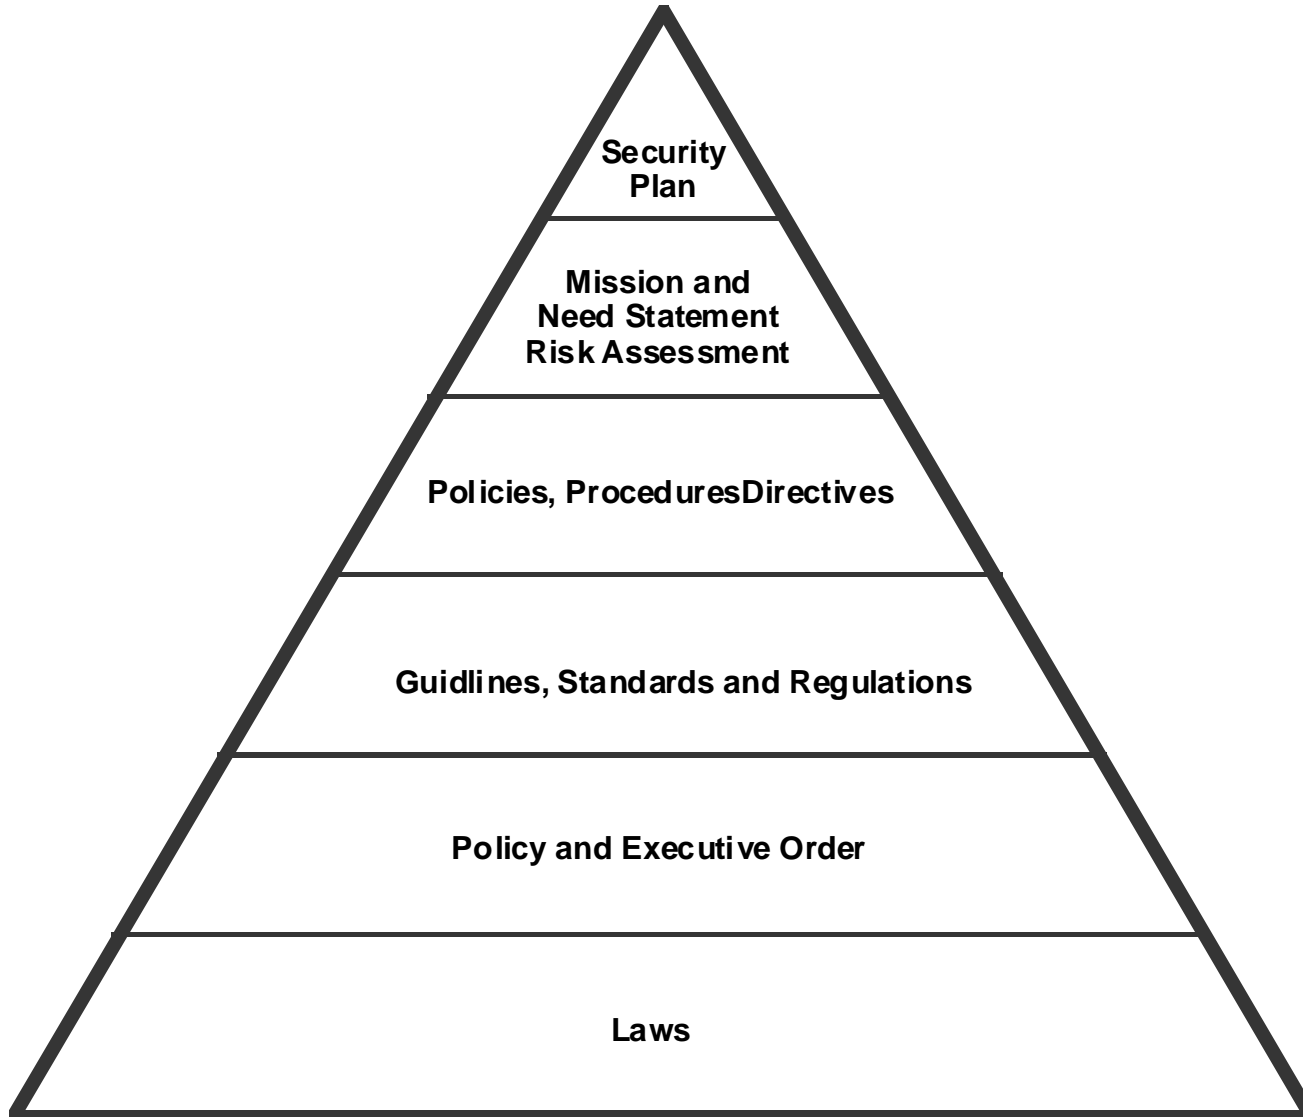 Security
Plan
Mission and
Need Statement
Risk Assessment
Policies, ProceduresDirectives
Guidlines, Standards and Regulations
Policy and Executive Order
Laws